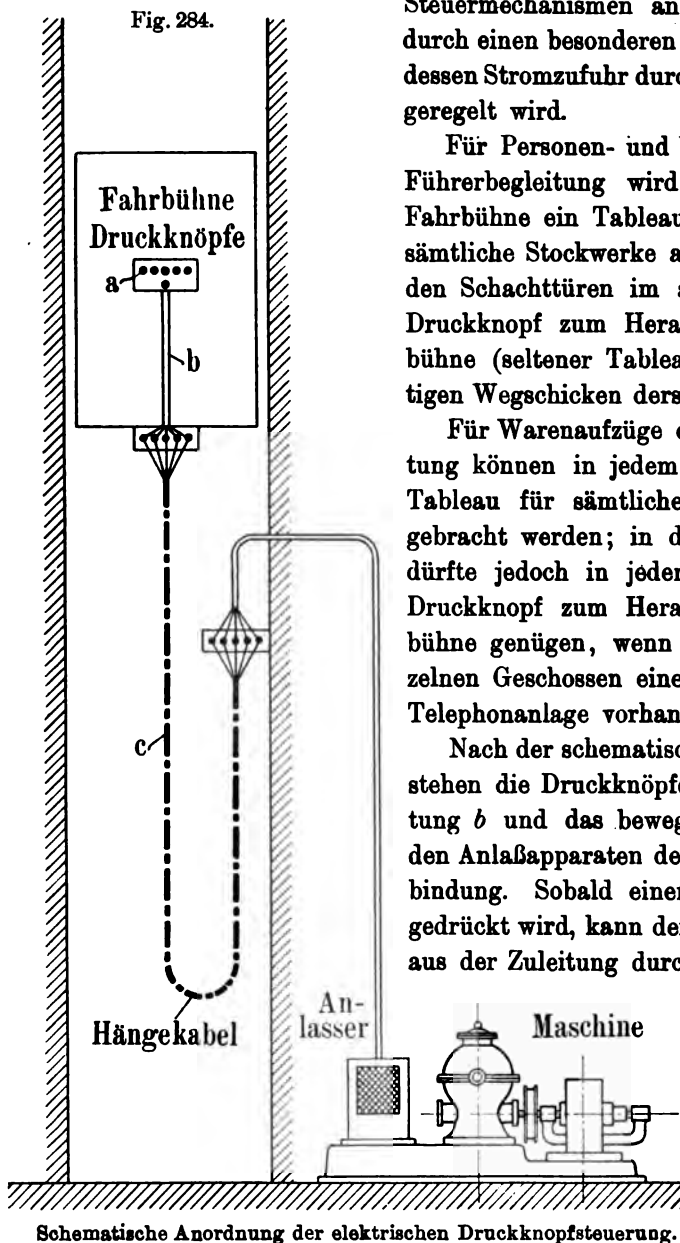 Fig. 284.
Fahrbühne
Druckknöpfe
a
b
c
Hängekabel
An-
lasser
Maschine
Steuermechanismen an
durch einen besonderen
dessen Stromzufuhr durc
geregelt wird.
Für Personen- und
Führerbegleitung wird
Fahrbühne ein Tableau
sämtliche Stockwerke a
den Schachttüren im a
Druckknopf zum Hera
bühne (seltener Tablea
tigen Wegschicken ders
Für Warenaufzüge
tung können in jedem
Tableau für sämtliche
gebracht werden; in d
dürfte jedoch in jeder
Druckknopf zum Hera
bühne genügen, wenn
zelnen Geschossen eine
Telephonanlage vorhan
Nach der schematisc
stehen die Druckknöpfe
tung b und das beweg
den Anlaßapparaten de
bindung. Sobald einer
gedrückt wird, kann de
aus der Zuleitung durc
Schematische Anordnung der elektrischen Druckknopfsteuerung.